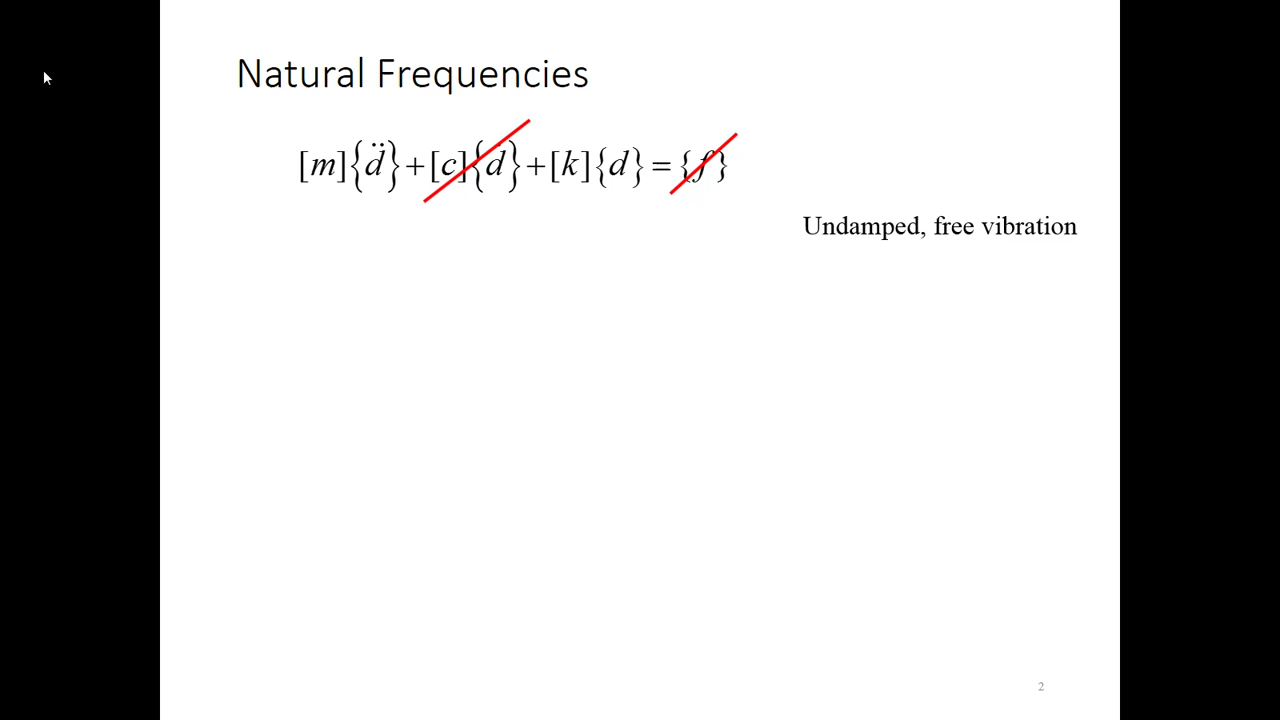 Natural Frequencies
[m]{d̈}+[c]{ḋ}+[k]{d}={f}
Undamped, free vibration
2